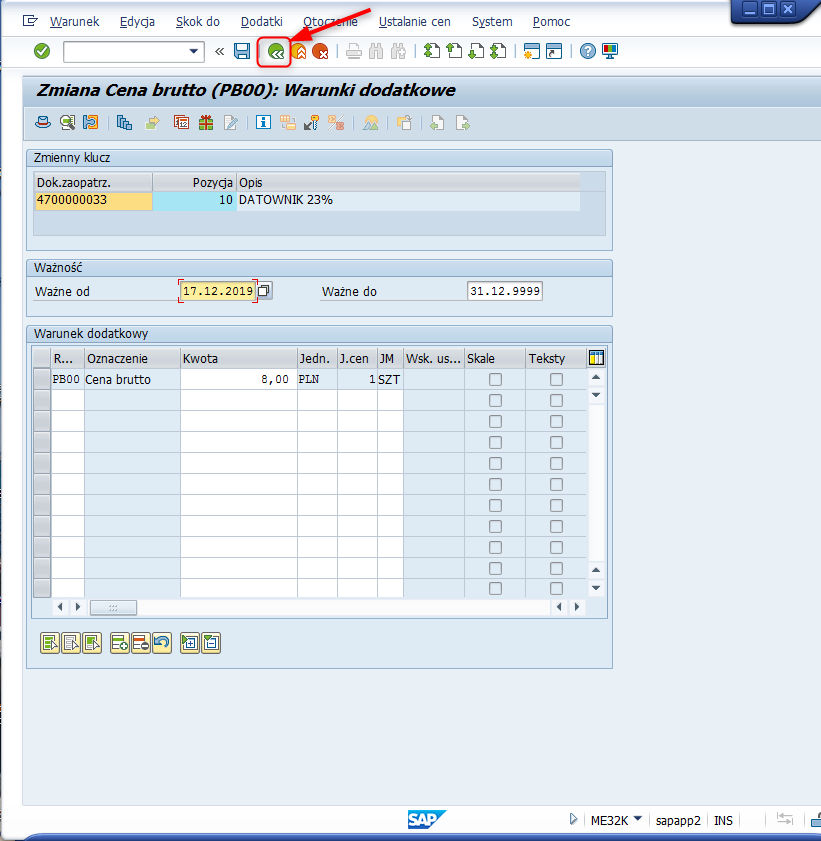 Warunek Edycja Skok do Dodatki Otoczenie Ustalanie cen System Pomoc
Zmiana Cena brutto (PB00): Warunki dodatkowe
Zmienny klucz
Dok.zaopatrz. Pozycja Opis
4700000033 10 DATOWNIK 23%
Ważność
Ważne od 17.12.2019 Ważne do 31.12.9999
Warunek dodatkowy
R... Oznaczenie Kwota Jedn. J.cen JM Wsk. us... Skale Teksty
PB00 Cena brutto 8,00 PLN 1 SZT
SAP ME32K sapapp2 INS